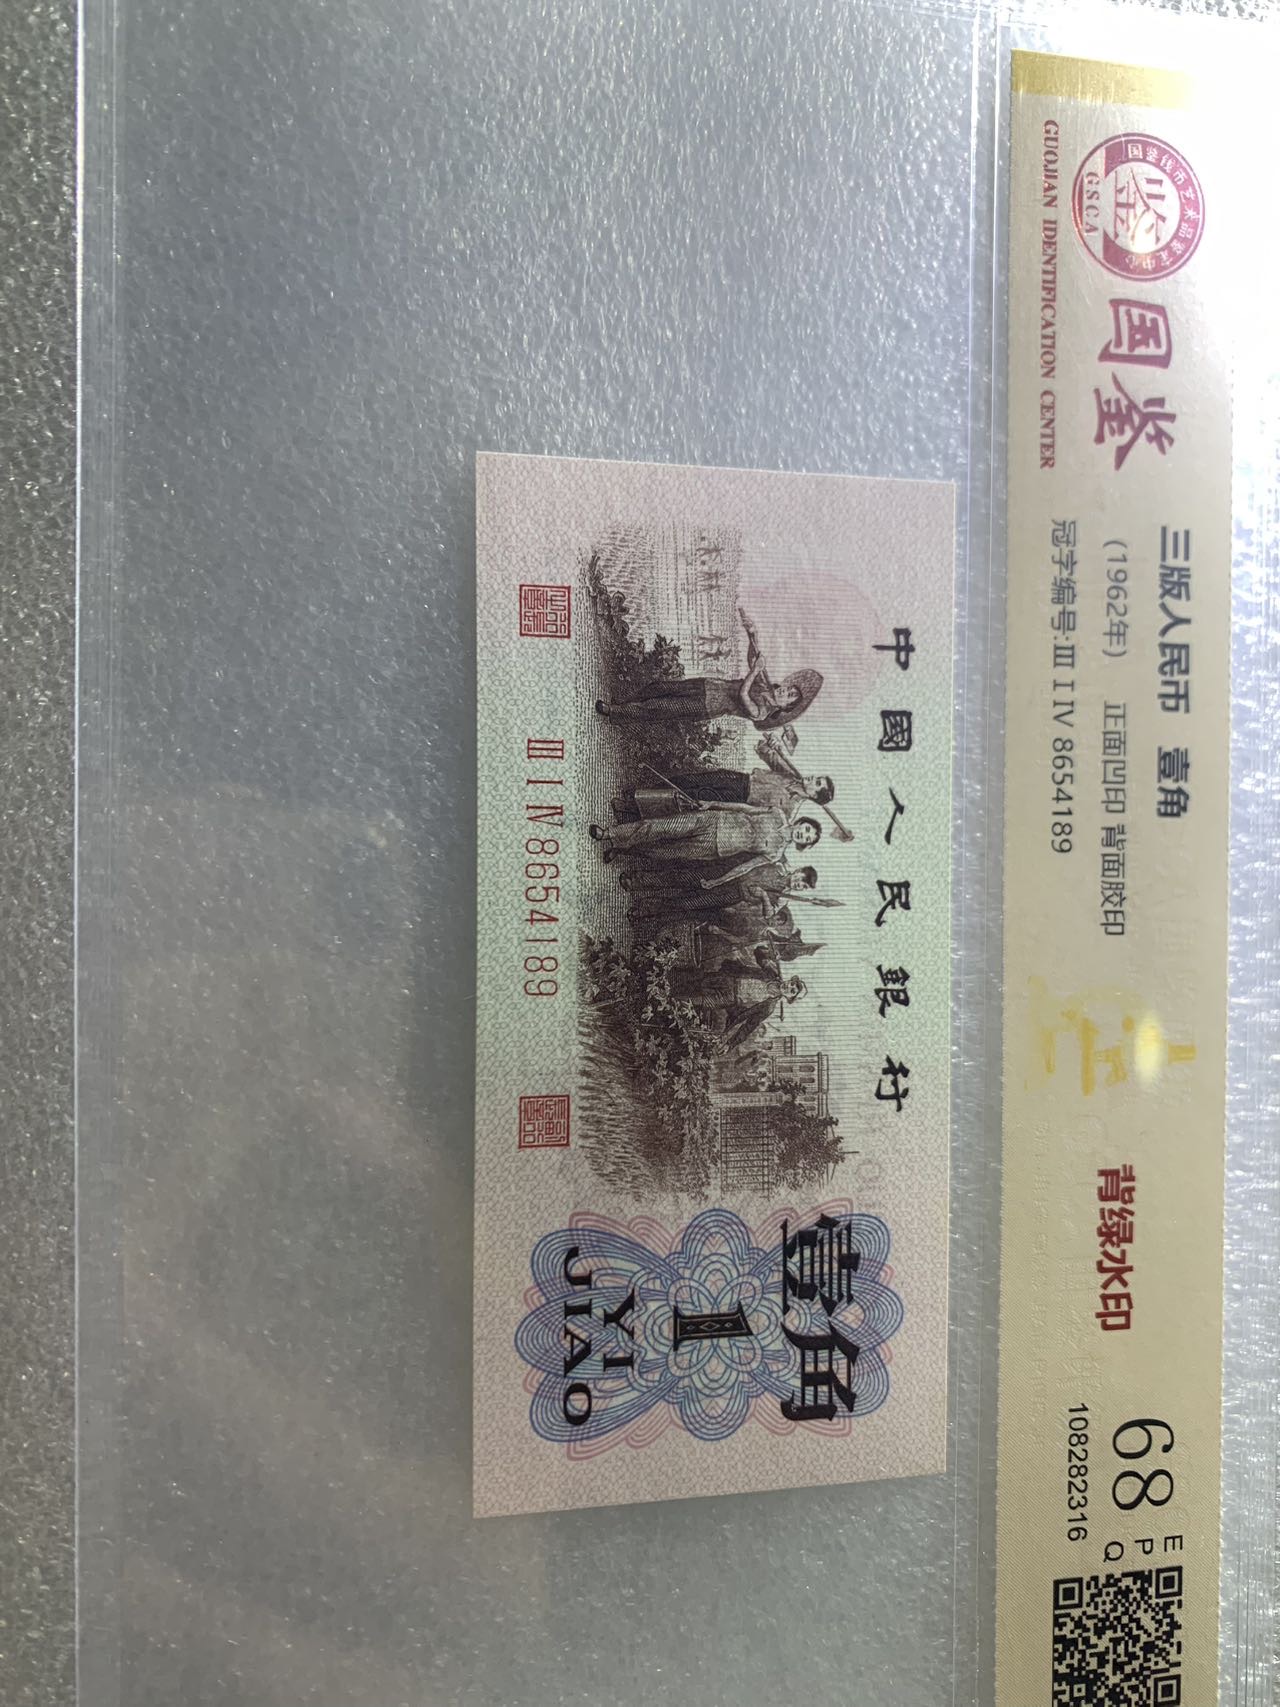 国鉴钱币艺术品鉴定中心
鉴
GSCA
国鉴
GUOJIAN IDENTIFICATION CENTER
三版人民币 壹角
(1962年) 正面凹印 背面胶印
冠字编号:Ⅲ Ⅰ Ⅳ 8654189
背绿水印
68 EPQ
108282316
中國人民銀行
壹角
1
YI
JIAO
Ⅲ Ⅰ Ⅳ 8654189